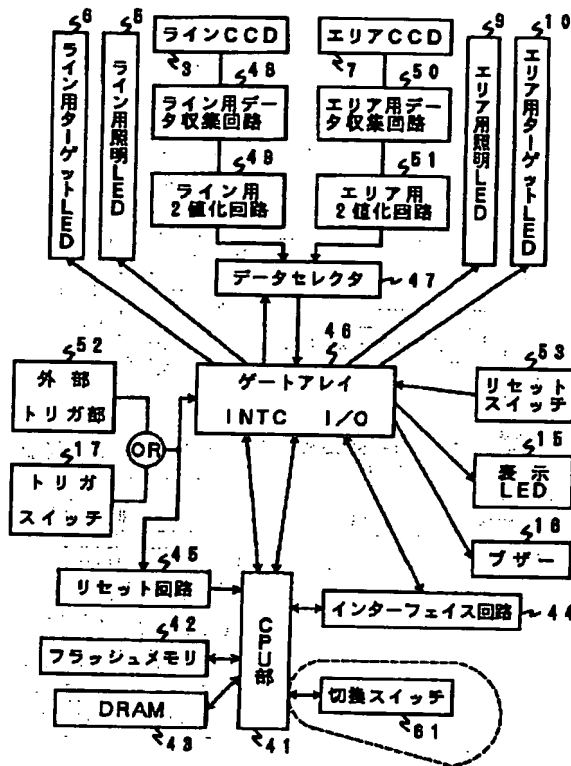 6
5
ライン用ターゲットLED
ライン用照明LED
ラインCCD
3
48
ライン用データ収集回路
49
ライン用
2値化回路
エリアCCD
7
50
エリア用データ収集回路
51
エリア用
2値化回路
9
10
エリア用照明LED
エリア用ターゲットLED
データセレクタ
47
46
ゲートアレイ
INTC I/O
52
外部
トリガ部
OR
17
トリガ
スイッチ
53
リセット
スイッチ
15
表示
LED
16
ブザー
45
リセット回路
42
フラッシュメモリ
DRAM
43
CPU部
41
インターフェイス回路
44
切換スイッチ
61